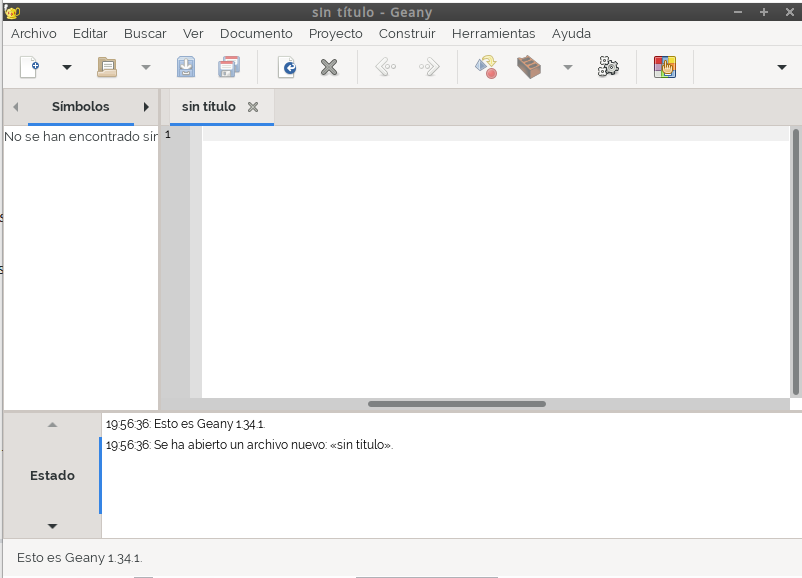 sin título - Geany
Archivo Editar Buscar Ver Documento Proyecto Construir Herramientas Ayuda
Símbolos
sin título
No se han encontrado sím
1
19:56:36: Esto es Geany 1.34.1.
19:56:36: Se ha abierto un archivo nuevo: «sin título».
Estado
Esto es Geany 1.34.1.